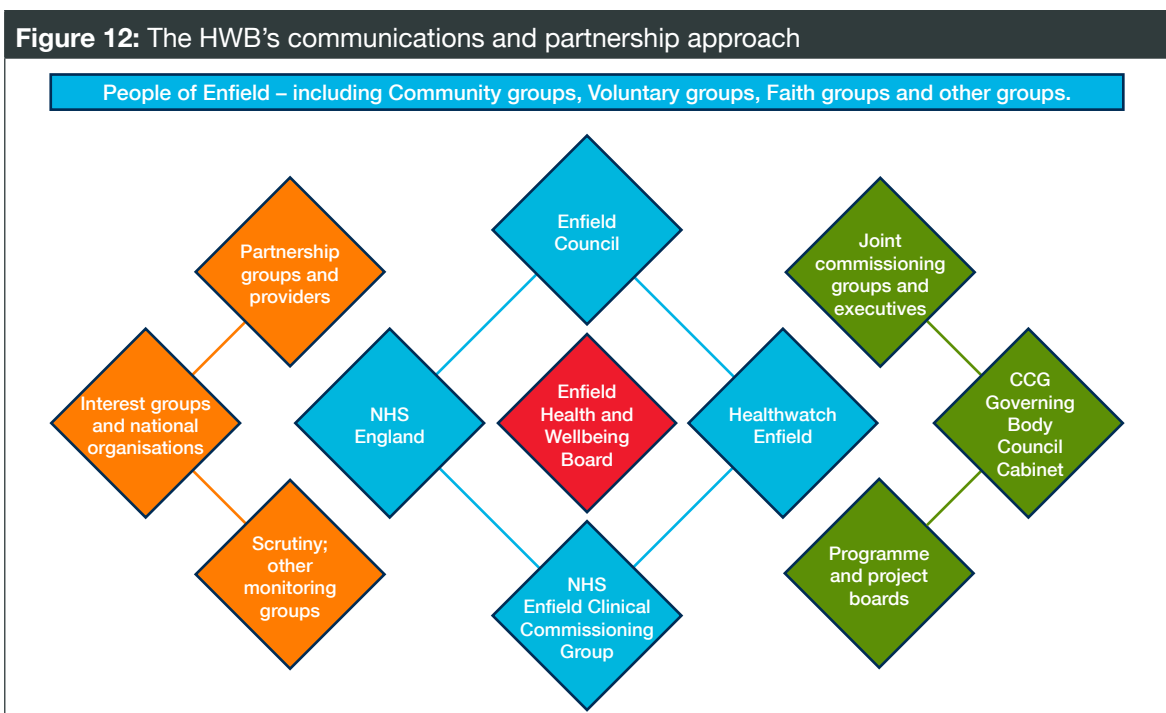 Figure 12: The HWB's communications and partnership approach
People of Enfield – including Community groups, Voluntary groups, Faith groups and other groups.
Partnership
groups and
providers
Interest groups
and national
organisations
Scrutiny;
other
monitoring
groups
Enfield
Council
NHS
England
Enfield
Health and
Wellbeing
Board
Healthwatch
Enfield
NHS
Enfield Clinical
Commissioning
Group
Joint
commissioning
groups and
executives
CCG
Governing
Body
Council
Cabinet
Programme
and project
boards